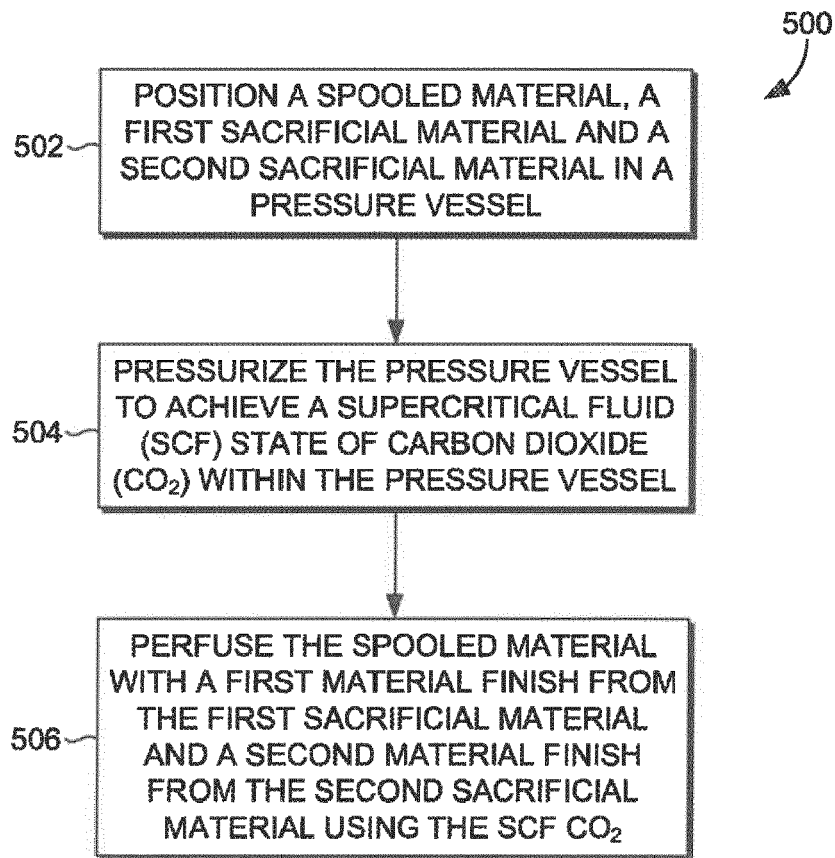 500
502
POSITION A SPOOLED MATERIAL, A
FIRST SACRIFICIAL MATERIAL AND A
SECOND SACRIFICIAL MATERIAL IN A
PRESSURE VESSEL
504
PRESSURIZE THE PRESSURE VESSEL
TO ACHIEVE A SUPERCRITICAL FLUID
(SCF) STATE OF CARBON DIOXIDE
(CO₂) WITHIN THE PRESSURE VESSEL
506
PERFUSE THE SPOOLED MATERIAL
WITH A FIRST MATERIAL FINISH FROM
THE FIRST SACRIFICIAL MATERIAL
AND A SECOND MATERIAL FINISH
FROM THE SECOND SACRIFICIAL
MATERIAL USING THE SCF CO₂